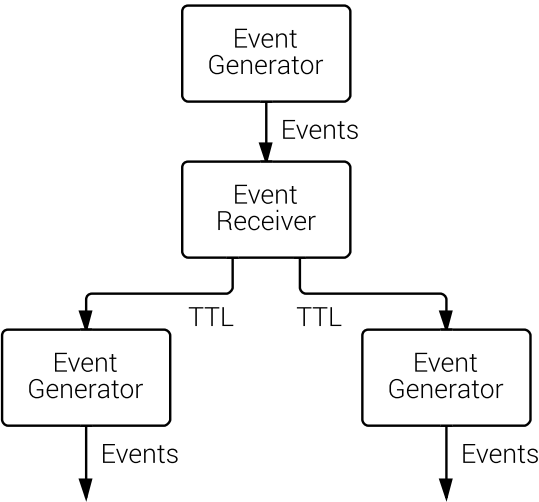 Event
Generator
Events
Event
Receiver
TTL
TTL
Event
Generator
Event
Generator
Events
Events